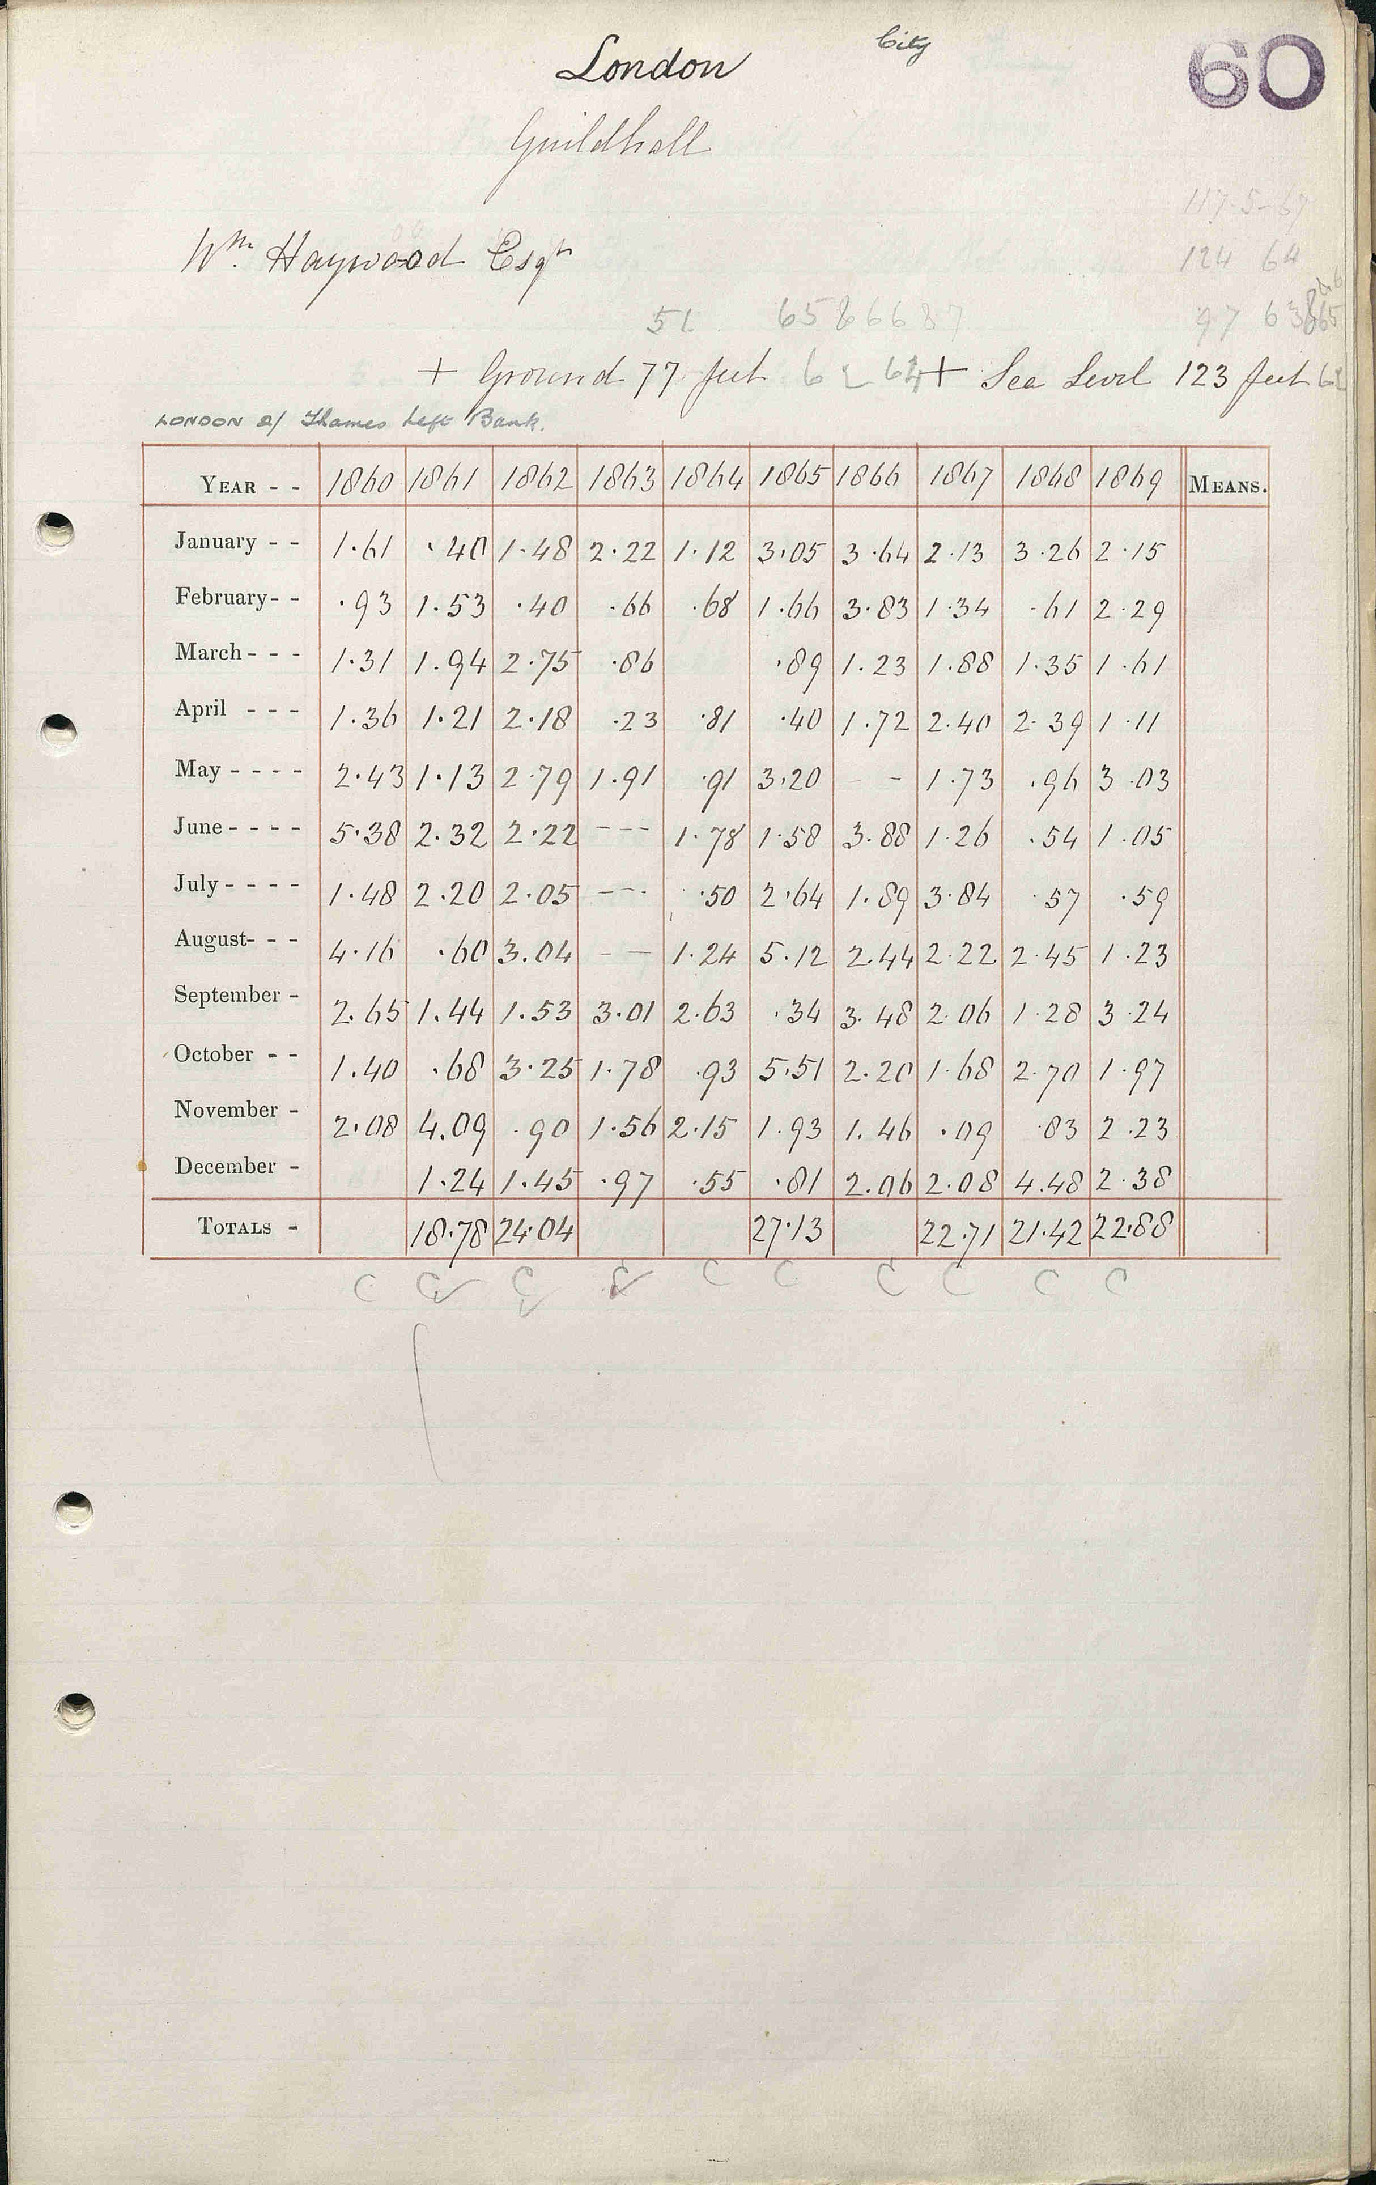 London City 60
Guildhall
117.5-67
Wm. Haywood Esqr
124 64
51 97 63
+ Ground 77 feet 64 + Sea Level 123 feet
LONDON 2/ Thames Left Bank.
YEAR - - 1860 1861 1862 1863 1864 1865 1866 1867 1868 1869 MEANS.
January - - 1.61 .40 1.48 2.22 1.12 3.05 3.64 2.13 3.26 2.15
February - - .93 1.53 .40 .66 .68 1.66 3.83 1.34 .61 2.29
March - - - 1.31 1.94 2.75 .86 .89 1.23 1.88 1.35 1.61
April - - - 1.36 1.21 2.18 .23 .81 .40 1.72 2.40 2.39 1.11
May - - - - 2.43 1.13 2.79 1.91 .91 3.20 - - 1.73 .96 3.03
June - - - - 5.38 2.32 2.22 - - - 1.78 1.58 3.88 1.26 .54 1.05
July - - - - 1.48 2.20 2.05 - - - .50 2.64 1.89 3.84 .57 .59
August - - - 4.16 .60 3.04 - - 1.24 5.12 2.44 2.22 2.45 1.23
September - 2.65 1.44 1.53 3.01 2.63 .34 3.48 2.06 1.28 3.24
October - - 1.40 .68 3.25 1.78 .93 5.51 2.20 1.68 2.70 1.97
November - 2.08 4.09 .90 1.56 2.15 1.93 1.46 .09 .83 2.23
December - 1.24 1.45 .97 .55 .81 2.06 2.08 4.48 2.38
TOTALS - 18.78 24.04 27.13 22.71 21.42 22.88
C C C C C C C C C